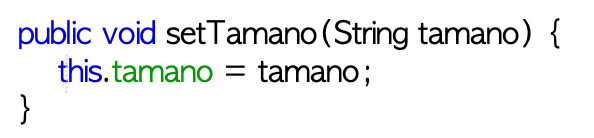 public void setTamano(String tamano) {
    this.tamano = tamano;
}